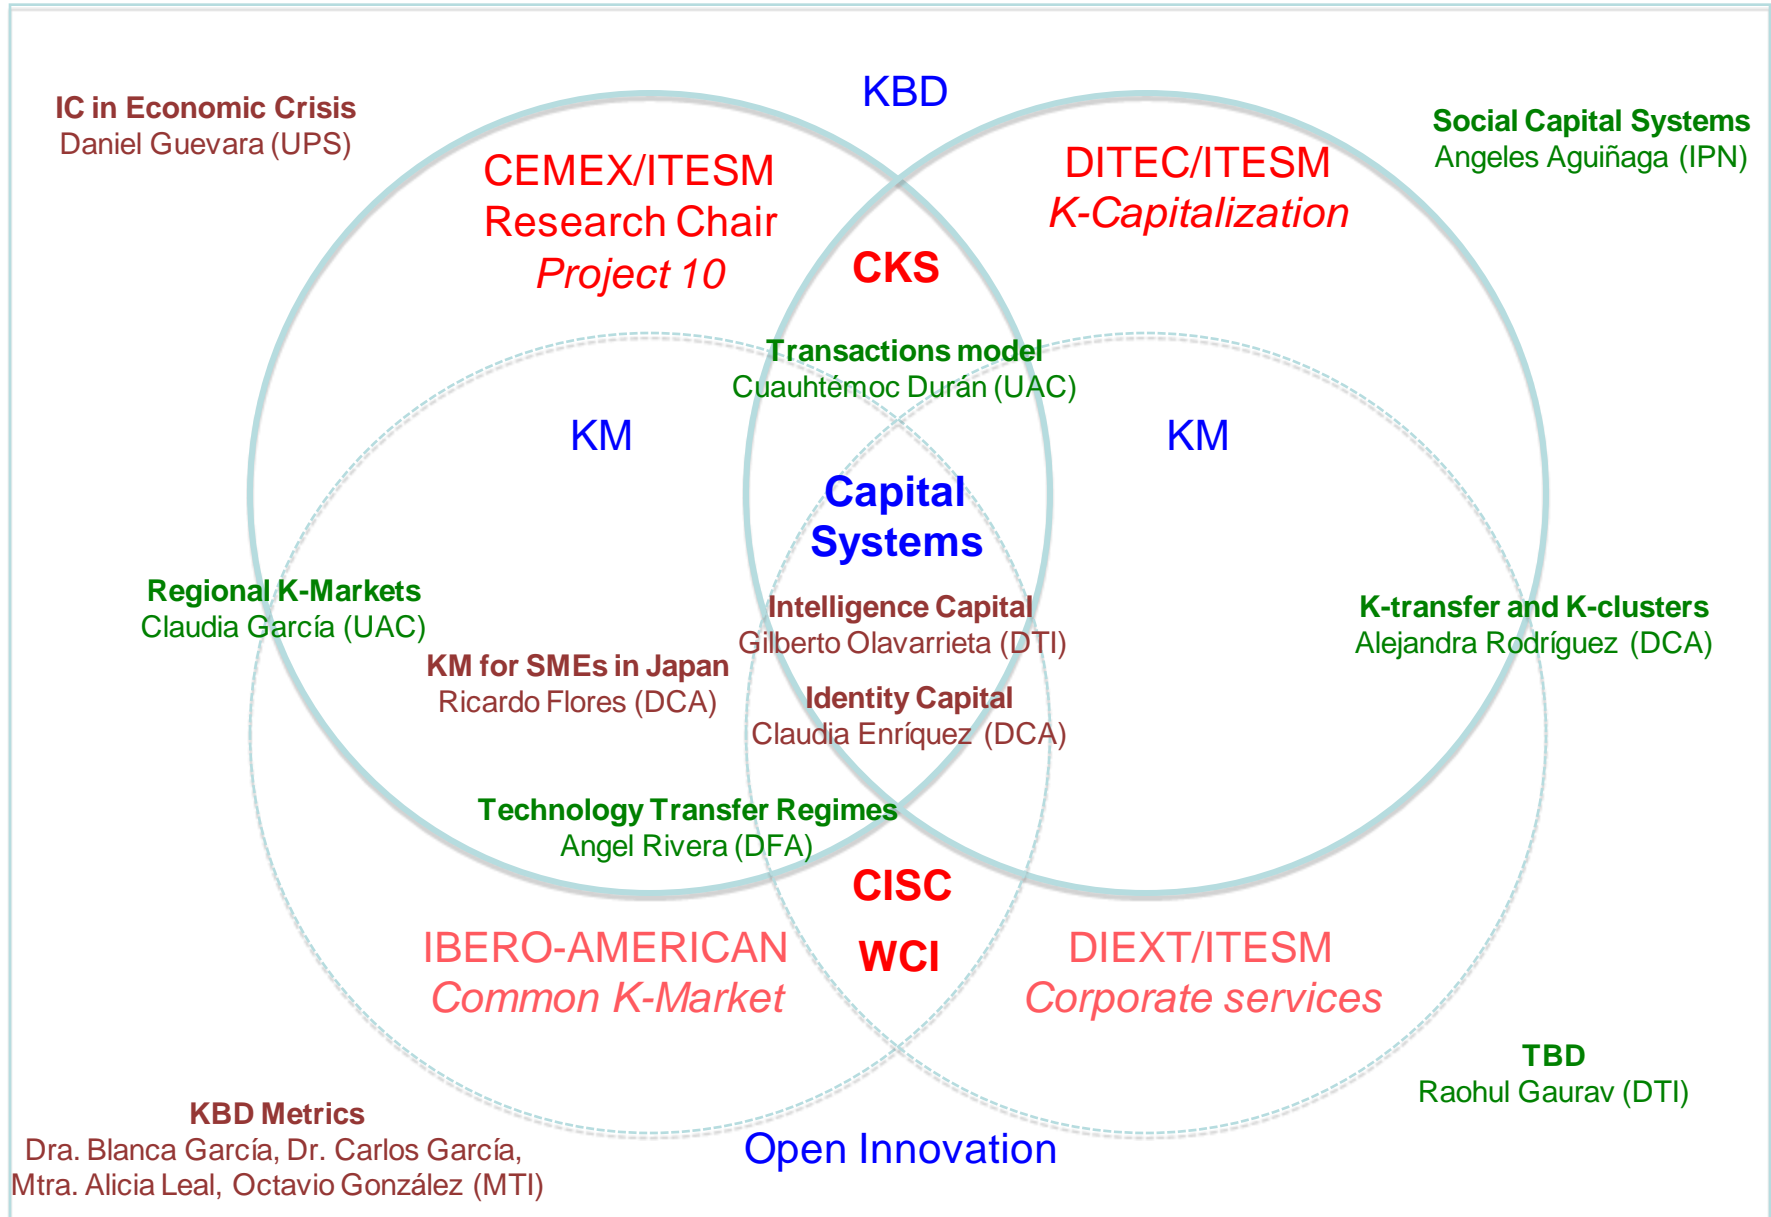 KBD
IC in Economic Crisis
Daniel Guevara (UPS)
Social Capital Systems
Angeles Aguiñaga (IPN)
CEMEX/ITESM
Research Chair
Project 10
DITEC/ITESM
K-Capitalization
CKS
Transactions model
Cuauhtémoc Durán (UAC)
KM
KM
Capital
Systems
Regional K-Markets
Claudia García (UAC)
Intelligence Capital
Gilberto Olavarrieta (DTI)
K-transfer and K-clusters
Alejandra Rodríguez (DCA)
KM for SMEs in Japan
Ricardo Flores (DCA)
Identity Capital
Claudia Enríquez (DCA)
Technology Transfer Regimes
Angel Rivera (DFA)
CISC
WCI
IBERO-AMERICAN
Common K-Market
DIEXT/ITESM
Corporate services
TBD
Raohul Gaurav (DTI)
KBD Metrics
Dra. Blanca García, Dr. Carlos García,
Mtra. Alicia Leal, Octavio González (MTI)
Open Innovation